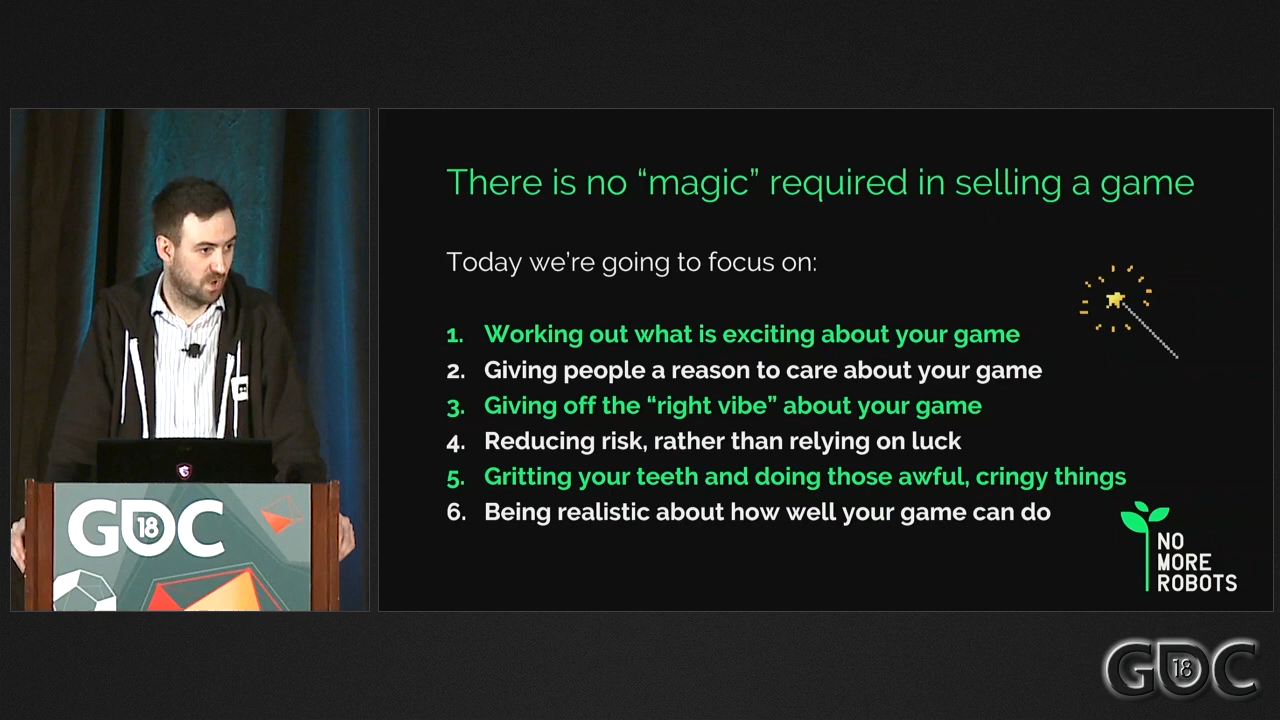 There is no “magic” required in selling a game
Today we’re going to focus on:
1. Working out what is exciting about your game
2. Giving people a reason to care about your game
3. Giving off the “right vibe” about your game
4. Reducing risk, rather than relying on luck
5. Gritting your teeth and doing those awful, cringy things
6. Being realistic about how well your game can do
NO
MORE
ROBOTS
GDC
18
GDC
18